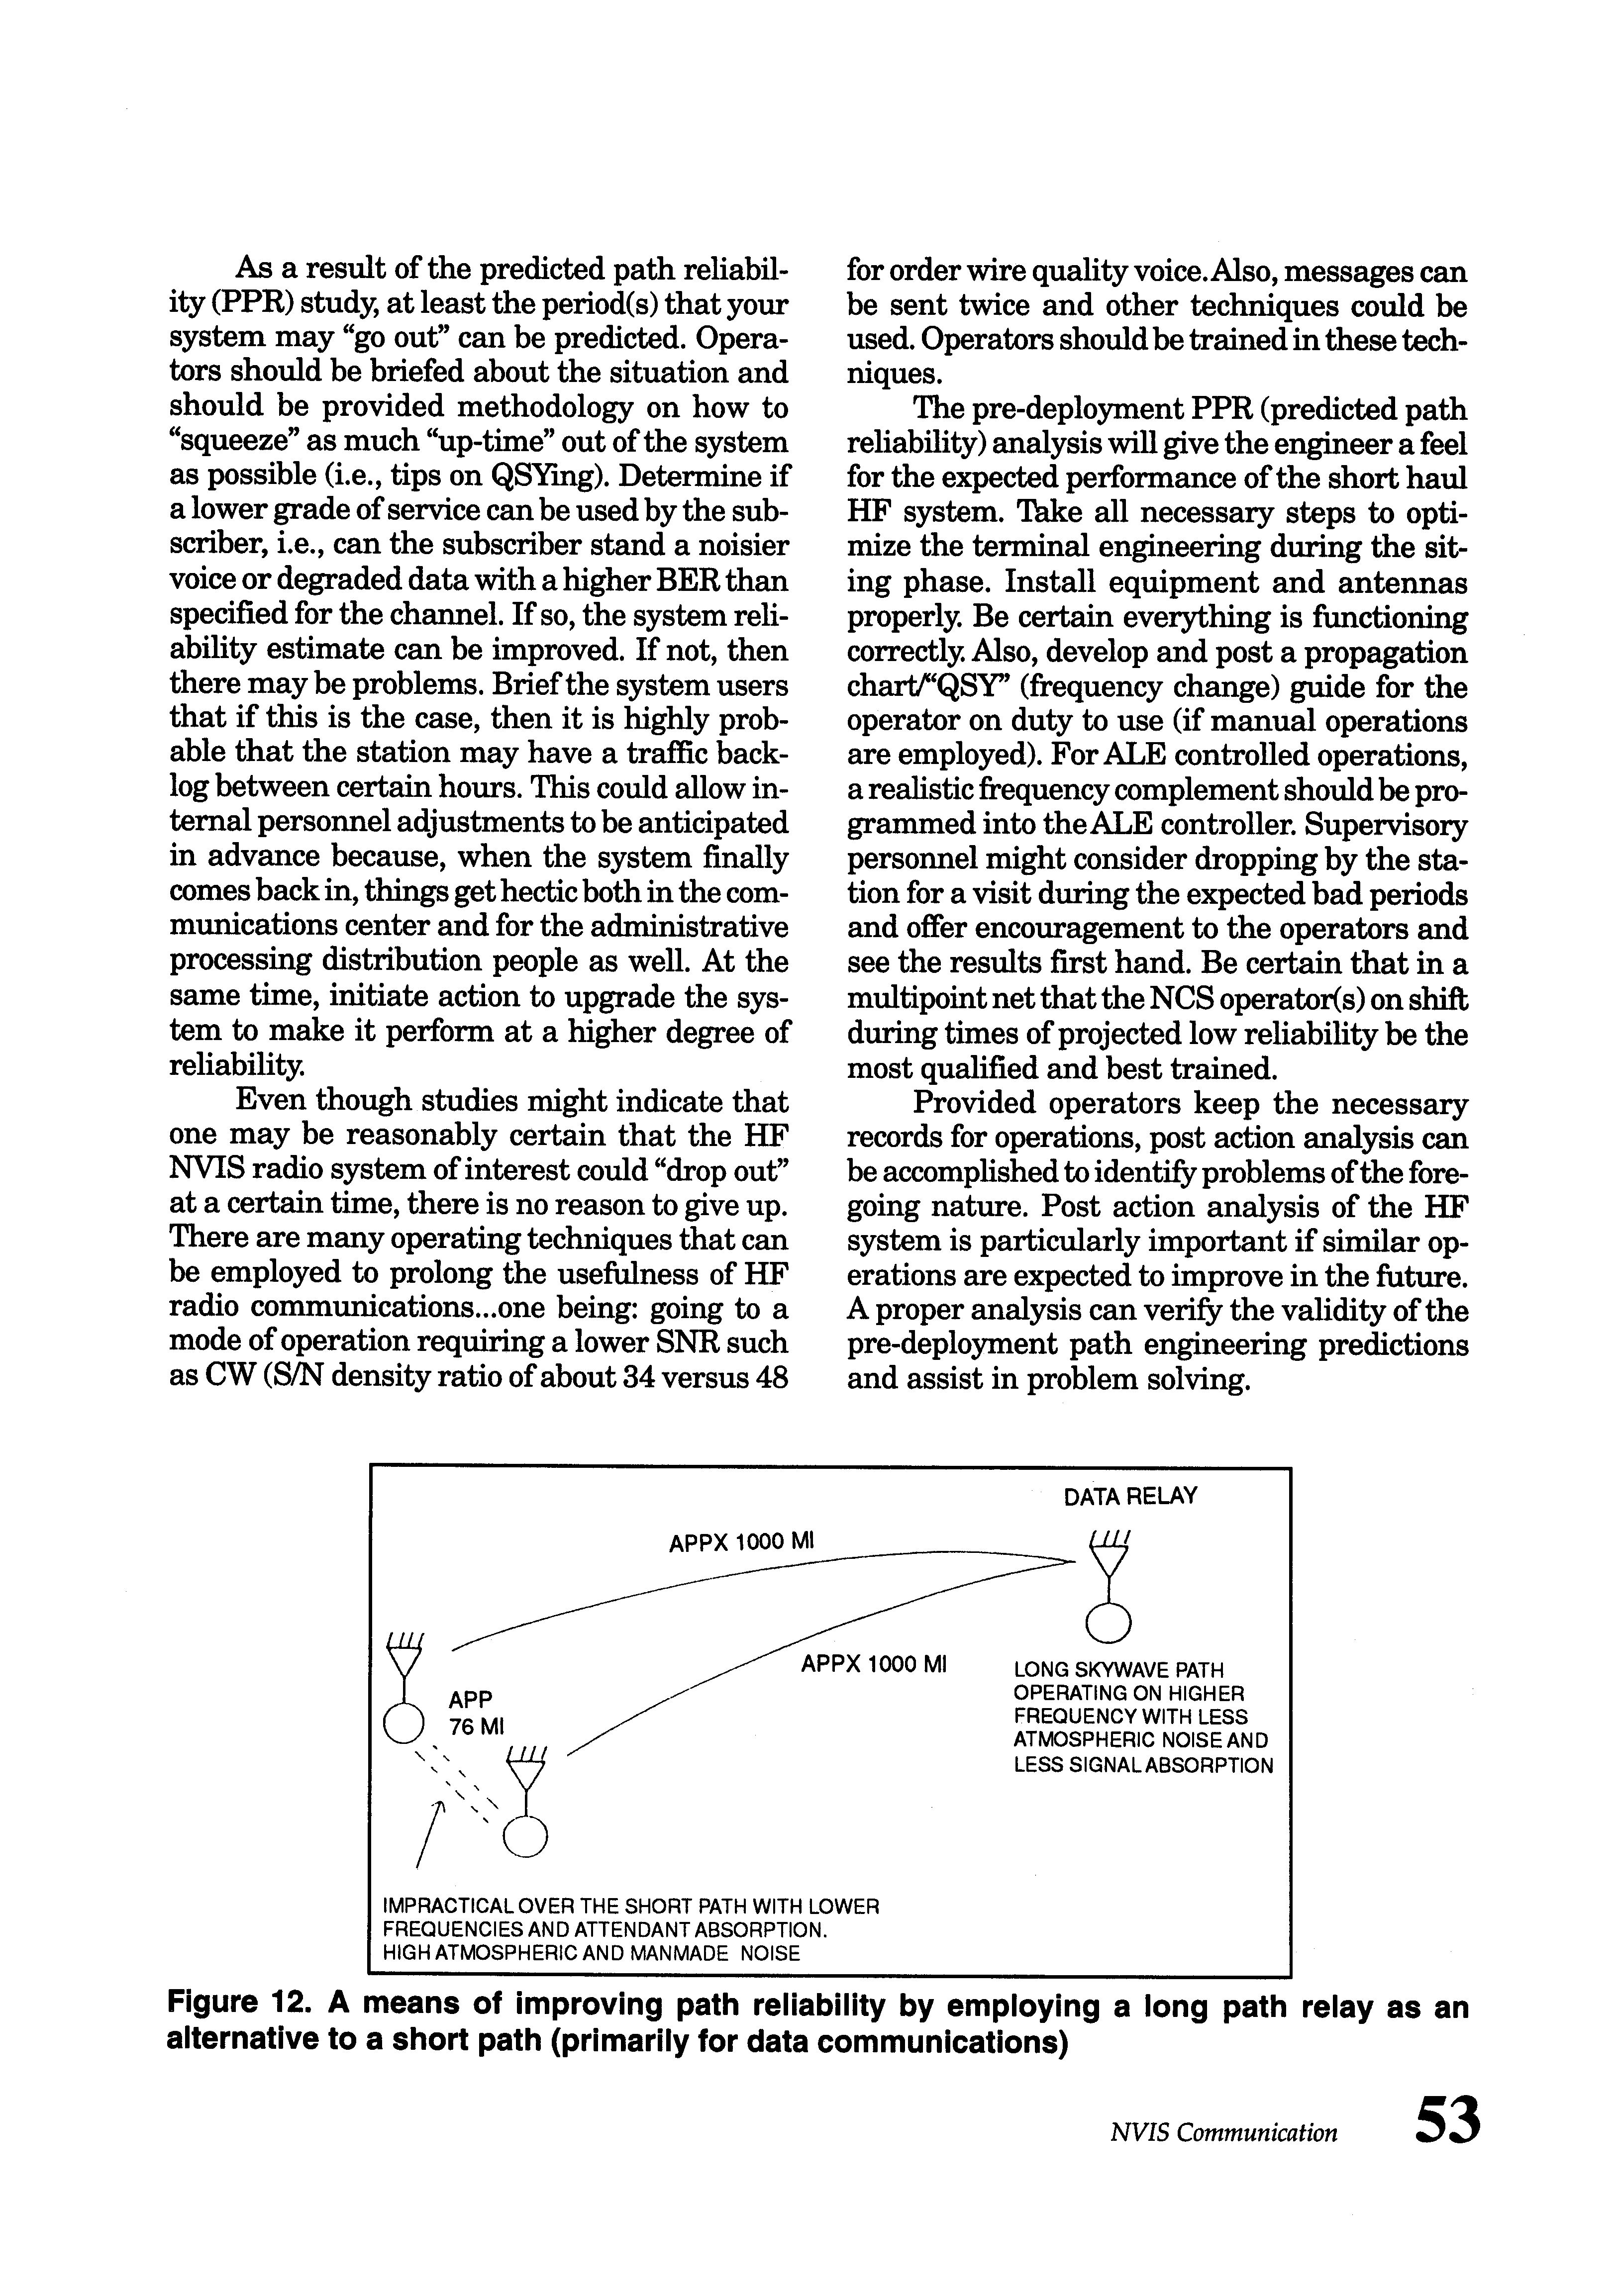 As a result of the predicted path reliabil-
ity (PPR) study, at least the period(s) that your
system may “go out” can be predicted. Opera-
tors should be briefed about the situation and
should be provided methodology on how to
“squeeze” as much “up-time” out of the system
as possible (i.e., tips on QSYing). Determine if
a lower grade of service can be used by the sub-
scriber, i.e., can the subscriber stand a noisier
voice or degraded data with a higher BER than
specified for the channel. If so, the system reli-
ability estimate can be improved. If not, then
there may be problems. Brief the system users
that if this is the case, then it is highly prob-
able that the station may have a traffic back-
log between certain hours. This could allow in-
ternal personnel adjustments to be anticipated
in advance because, when the system finally
comes back in, things get hectic both in the com-
munications center and for the administrative
processing distribution people as well. At the
same time, initiate action to upgrade the sys-
tem to make it perform at a higher degree of
reliability.
Even though studies might indicate that
one may be reasonably certain that the HF
NVIS radio system of interest could “drop out”
at a certain time, there is no reason to give up.
There are many operating techniques that can
be employed to prolong the usefulness of HF
radio communications...one being: going to a
mode of operation requiring a lower SNR such
as CW (S/N density ratio of about 34 versus 48
for order wire quality voice. Also, messages can
be sent twice and other techniques could be
used. Operators should be trained in these tech-
niques.
The pre-deployment PPR (predicted path
reliability) analysis will give the engineer a feel
for the expected performance of the short haul
HF system. Take all necessary steps to opti-
mize the terminal engineering during the sit-
ing phase. Install equipment and antennas
properly. Be certain everything is functioning
correctly. Also, develop and post a propagation
chart/“QSY” (frequency change) guide for the
operator on duty to use (if manual operations
are employed). For ALE controlled operations,
a realistic frequency complement should be pro-
grammed into the ALE controller. Supervisory
personnel might consider dropping by the sta-
tion for a visit during the expected bad periods
and offer encouragement to the operators and
see the results first hand. Be certain that in a
multipoint net that the NCS operator(s) on shift
during times of projected low reliability be the
most qualified and best trained.
Provided operators keep the necessary
records for operations, post action analysis can
be accomplished to identify problems of the fore-
going nature. Post action analysis of the HF
system is particularly important if similar op-
erations are expected to improve in the future.
A proper analysis can verify the validity of the
pre-deployment path engineering predictions
and assist in problem solving.
DATA RELAY
APPX 1000 MI
APPX 1000 MI
APP
76 MI
LONG SKYWAVE PATH
OPERATING ON HIGHER
FREQUENCY WITH LESS
ATMOSPHERIC NOISE AND
LESS SIGNAL ABSORPTION
IMPRACTICAL OVER THE SHORT PATH WITH LOWER
FREQUENCIES AND ATTENDANT ABSORPTION.
HIGH ATMOSPHERIC AND MANMADE NOISE
Figure 12. A means of improving path reliability by employing a long path relay as an
alternative to a short path (primarily for data communications)
NVIS Communication 53